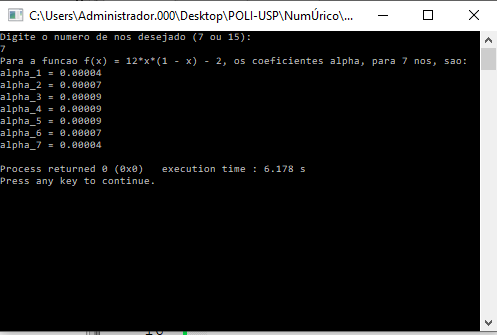 C:\Users\Administrador.000\Desktop\POLI-USP\NumÚrico\...
Digite o numero de nos desejado (7 ou 15):
7
Para a funcao f(x) = 12*x*(1 - x) - 2, os coeficientes alpha, para 7 nos, sao:
alpha_1 = 0.00004
alpha_2 = 0.00007
alpha_3 = 0.00009
alpha_4 = 0.00009
alpha_5 = 0.00009
alpha_6 = 0.00007
alpha_7 = 0.00004
Process returned 0 (0x0)   execution time : 6.178 s
Press any key to continue.